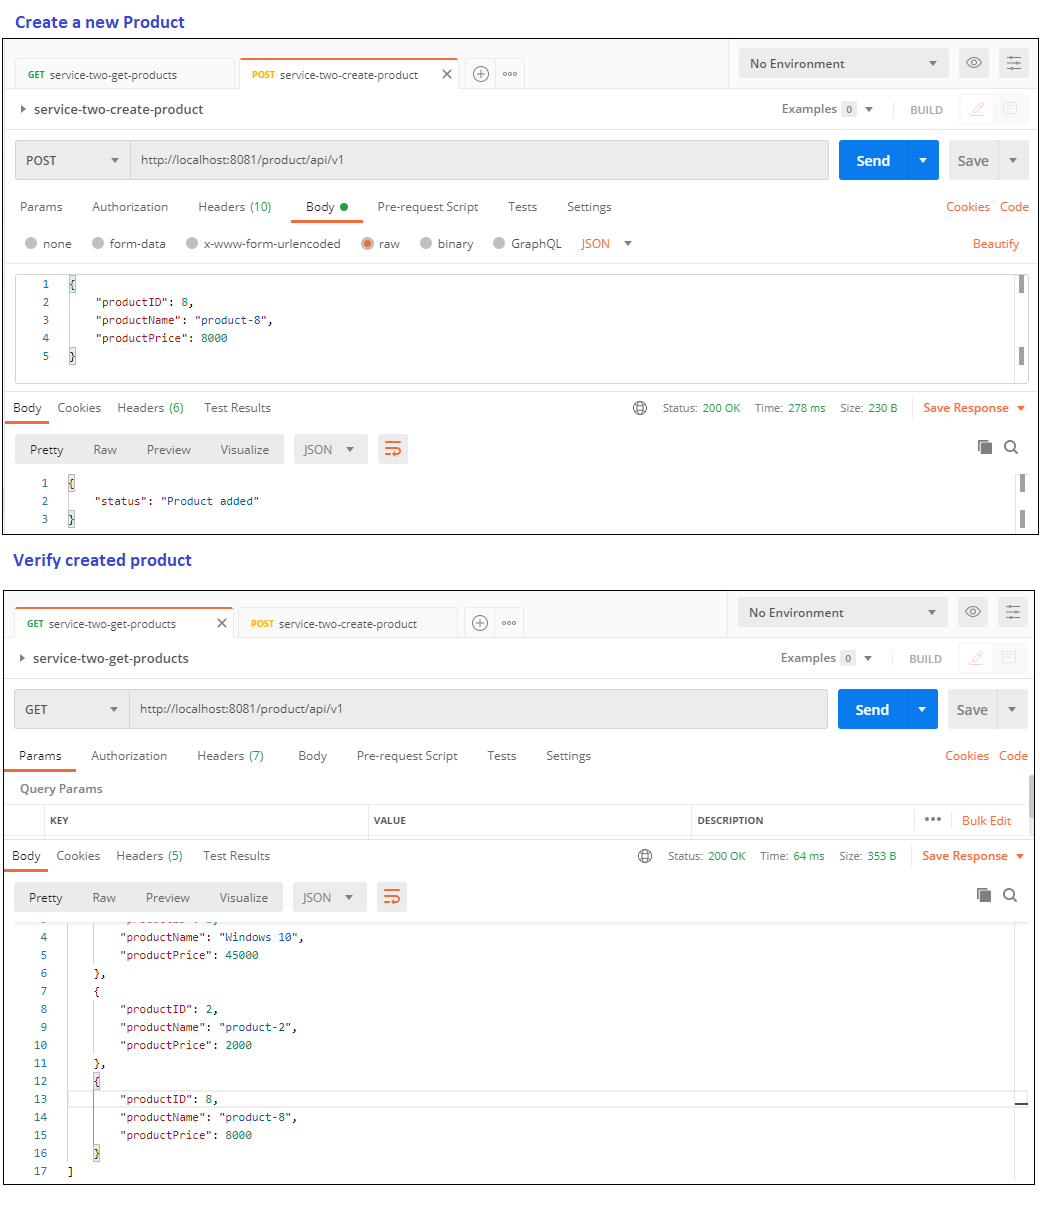 Create a new Product
GET service-two-get-products
POST service-two-create-product
No Environment
service-two-create-product
Examples 0
BUILD
POST
http://localhost:8081/product/api/v1
Send
Save
Params Authorization Headers (10) Body Pre-request Script Tests Settings Cookies Code
none form-data x-www-form-urlencoded raw binary GraphQL JSON Beautify
1 {
2 "productID": 8,
3 "productName": "product-8",
4 "productPrice": 8000
5 }
Body Cookies Headers (6) Test Results Status: 200 OK Time: 278 ms Size: 230 B Save Response
Pretty Raw Preview Visualize JSON
1 {
2 "status": "Product added"
3 }
Verify created product
GET service-two-get-products
POST service-two-create-product
No Environment
service-two-get-products
Examples 0
BUILD
GET
http://localhost:8081/product/api/v1
Send
Save
Params Authorization Headers (7) Body Pre-request Script Tests Settings Cookies Code
Query Params
KEY VALUE DESCRIPTION Bulk Edit
Body Cookies Headers (5) Test Results Status: 200 OK Time: 64 ms Size: 353 B Save Response
Pretty Raw Preview Visualize JSON
4 "productName": "Windows 10",
5 "productPrice": 45000
6 },
7 {
8 "productID": 2,
9 "productName": "product-2",
10 "productPrice": 2000
11 },
12 {
13 "productID": 8,
14 "productName": "product-8",
15 "productPrice": 8000
16 }
17 ]